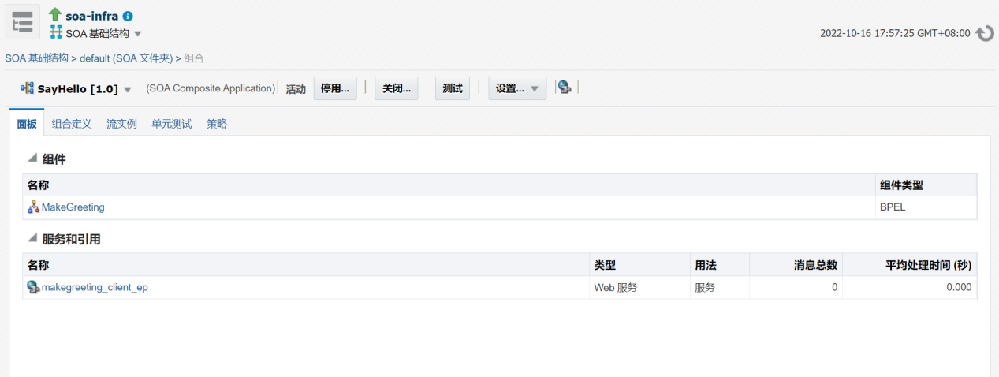 soa-infra
SOA 基础结构
2022-10-16 17:57:25 GMT+08:00
SOA 基础结构 > default (SOA 文件夹) > 组合
SayHello [1.0] (SOA Composite Application) 活动 停用... 关闭... 测试 设置...
面板 组合定义 流实例 单元测试 策略
组件
名称 组件类型
MakeGreeting BPEL
服务和引用
名称 类型 用法 消息总数 平均处理时间 (秒)
makegreeting_client_ep Web 服务 服务 0 0.000